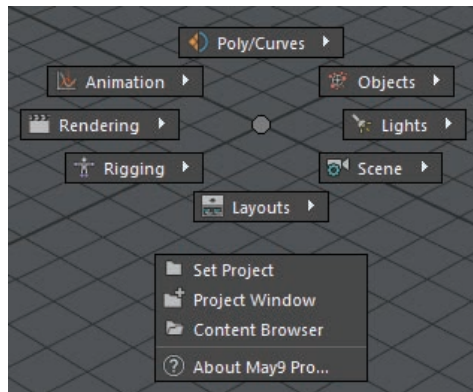 Poly/Curves
Animation
Objects
Rendering
Lights
Rigging
Scene
Layouts
Set Project
Project Window
Content Browser
About May9 Pro...